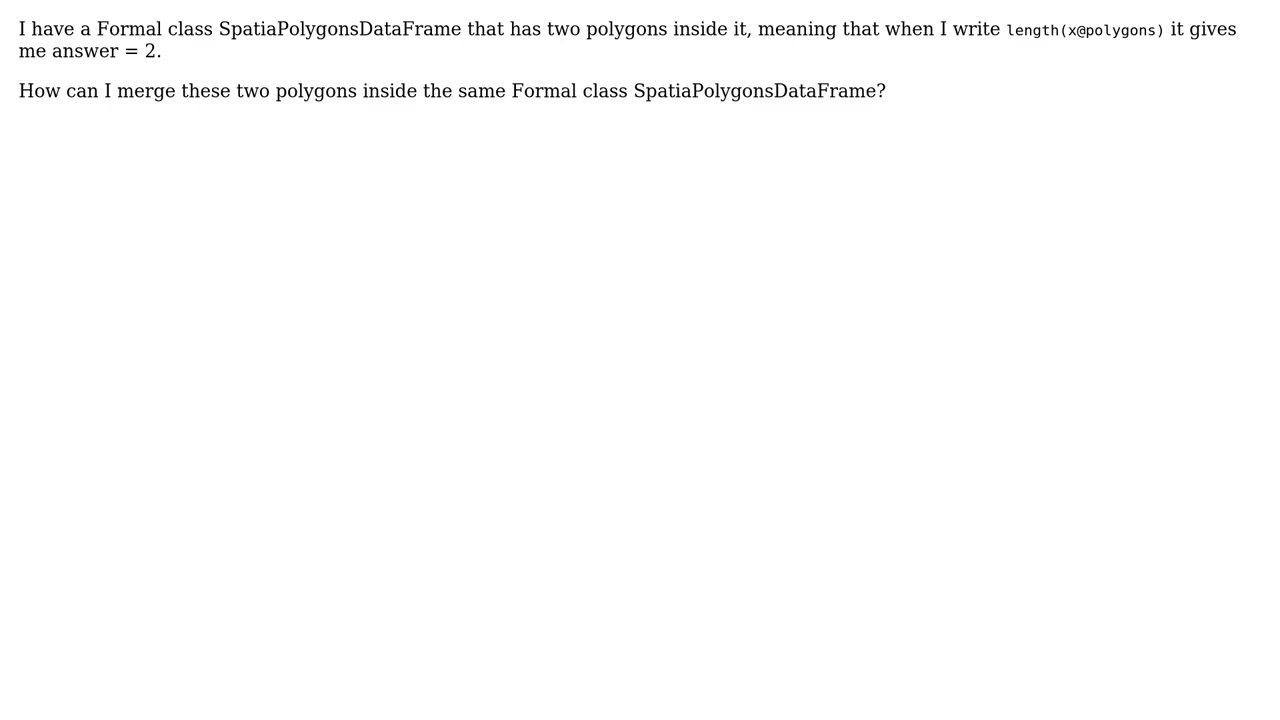 I have a Formal class SpatiaPolygonsDataFrame that has two polygons inside it, meaning that when I write length(x@polygons) it gives
me answer = 2.
How can I merge these two polygons inside the same Formal class SpatiaPolygonsDataFrame?